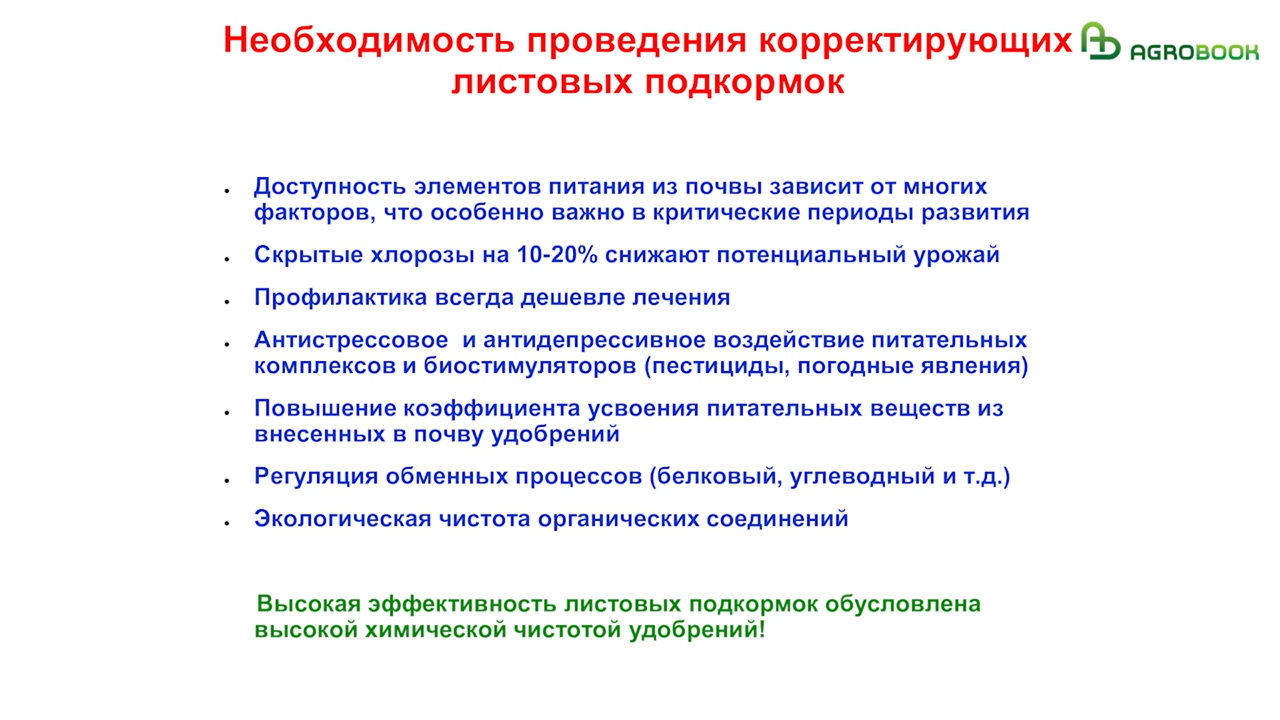 Необходимость проведения корректирующих
листовых подкормок
AGROBOOK
• Доступность элементов питания из почвы зависит от многих
факторов, что особенно важно в критические периоды развития
• Скрытые хлорозы на 10-20% снижают потенциальный урожай
• Профилактика всегда дешевле лечения
• Антистрессовое и антидепрессивное воздействие питательных
комплексов и биостимуляторов (пестициды, погодные явления)
• Повышение коэффициента усвоения питательных веществ из
внесенных в почву удобрений
• Регуляция обменных процессов (белковый, углеводный и т.д.)
• Экологическая чистота органических соединений
Высокая эффективность листовых подкормок обусловлена
высокой химической чистотой удобрений!